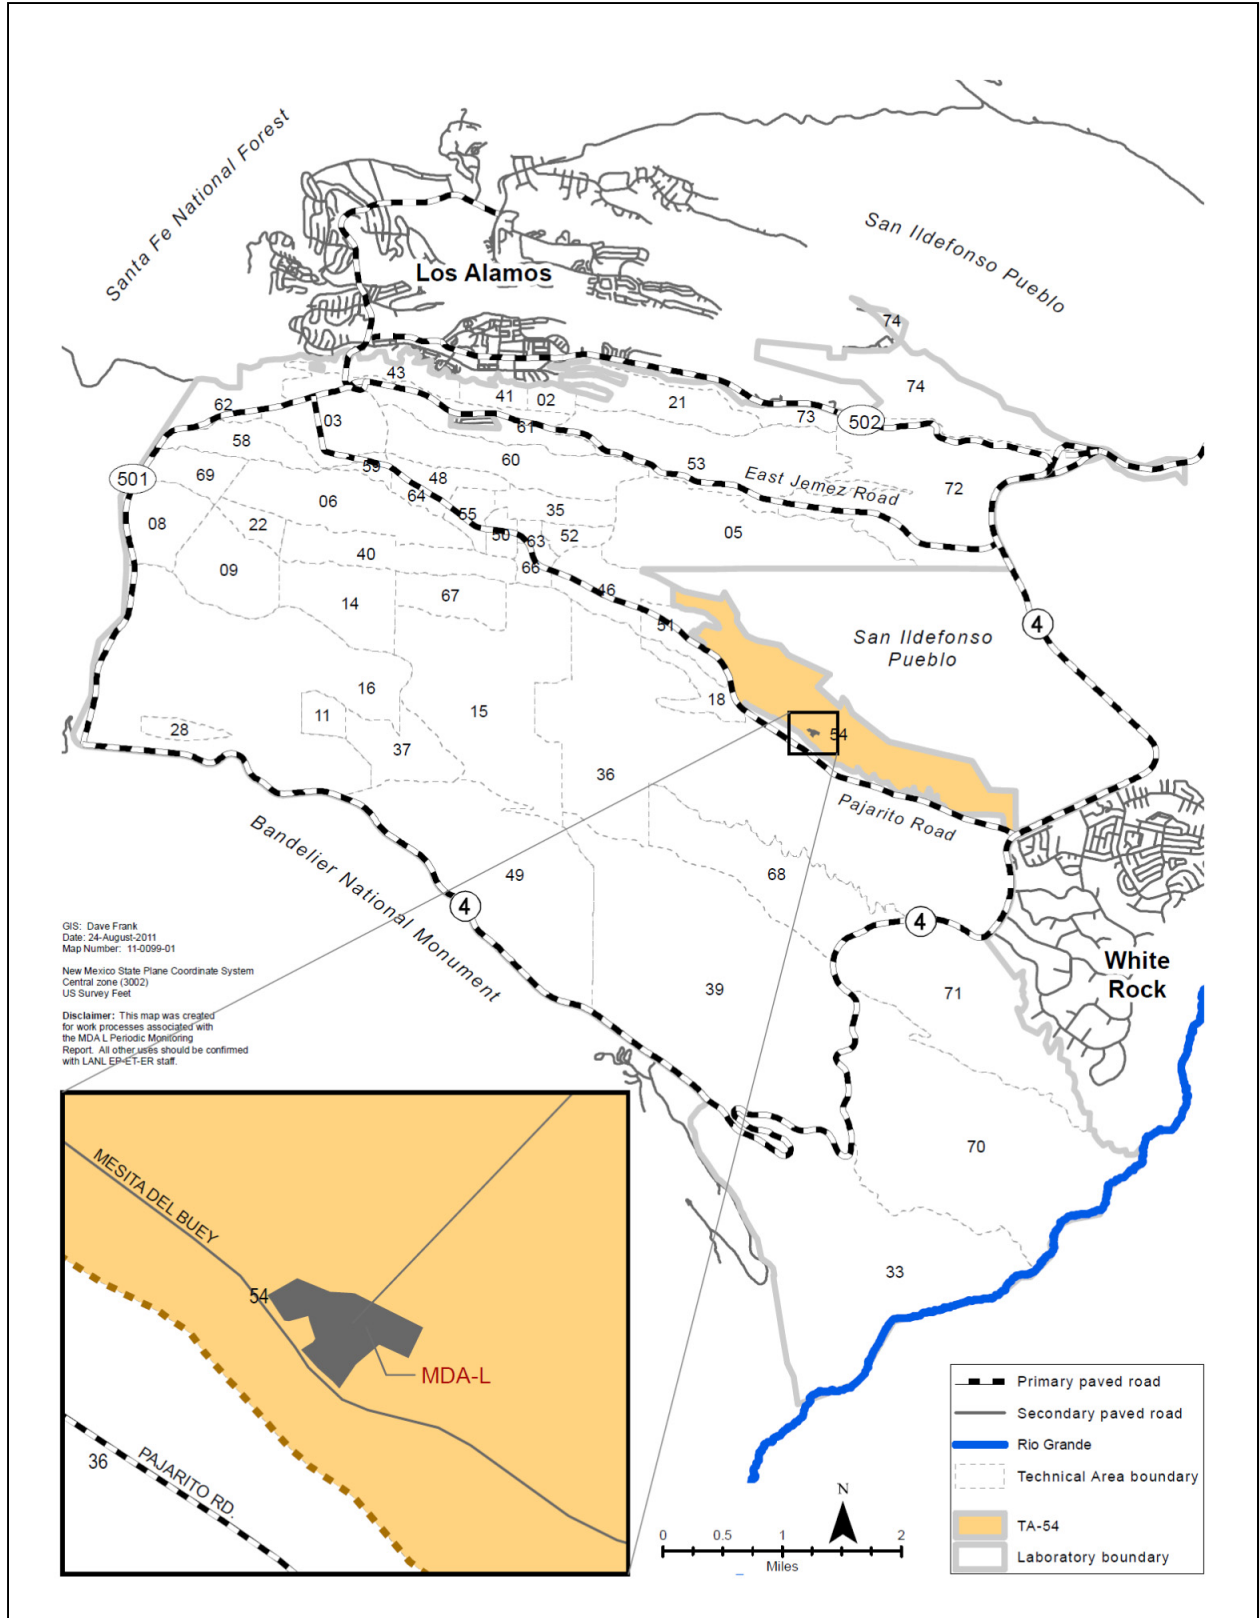 Santa Fe National Forest
San Ildefonso Pueblo
Los Alamos
74
74
43
41
02
21
73
502
62
03
61
58
59
60
53
East Jemez Road
72
501
69
48
64
06
08
22
55
35
50
63
52
05
40
09
66
46
14
67
51
4
San Ildefonso
Pueblo
16
11
15
18
28
37
54
36
Pajarito Road
Bandelier National Monument
49
68
4
4
GIS: Dave Frank
Date: 24-August-2011
Map Number: 11-0099-01
New Mexico State Plane Coordinate System
Central zone (3002)
US Survey Feet
Disclaimer: This map was created
for work processes associated with
the MDA L Periodic Monitoring
Report. All other uses should be confirmed
with LANL EP-ET-ER staff.
White
Rock
39
71
70
33
MESITA DEL BUEY
54
MDA-L
36
PAJARITO RD.
N
0 0.5 1 2
Miles
Primary paved road
Secondary paved road
Rio Grande
Technical Area boundary
TA-54
Laboratory boundary